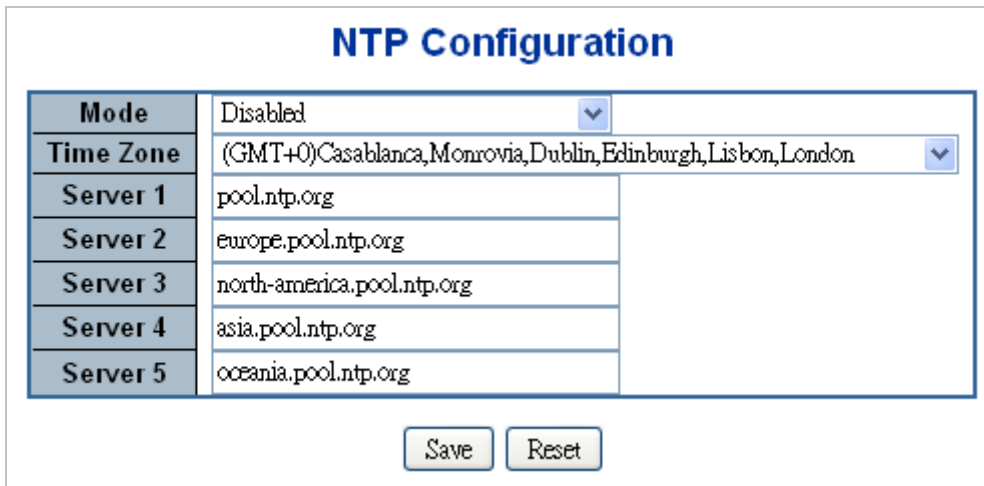 NTP Configuration
Mode Disabled
Time Zone (GMT+0)Casablanca,Monrovia,Dublin,Edinburgh,Lisbon,London
Server 1 pool.ntp.org
Server 2 europe.pool.ntp.org
Server 3 north-america.pool.ntp.org
Server 4 asia.pool.ntp.org
Server 5 oceania.pool.ntp.org
Save Reset